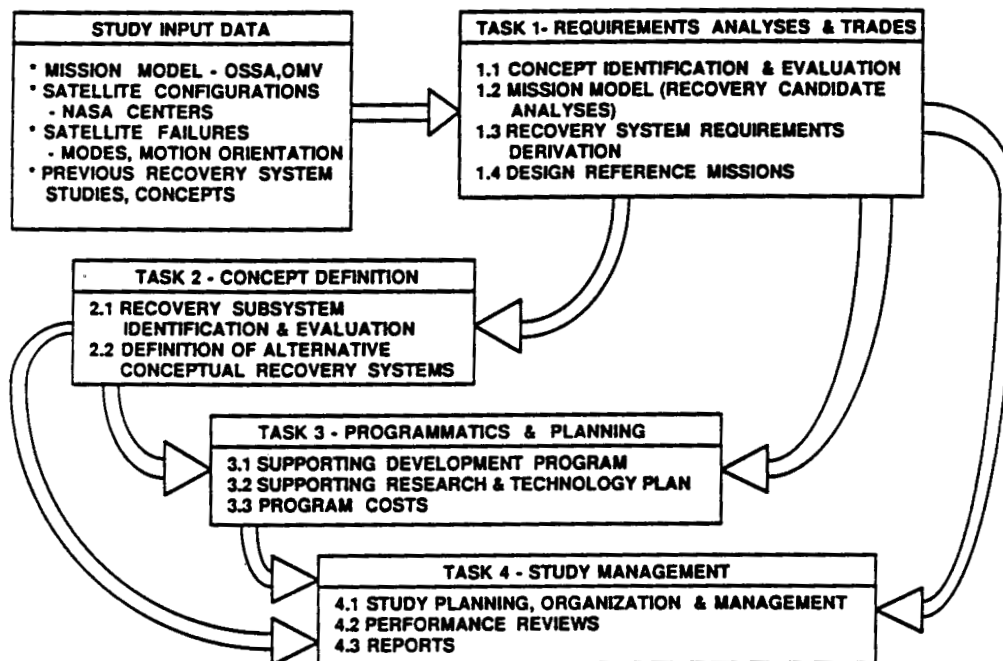 STUDY INPUT DATA
* MISSION MODEL - OSSA,OMV
* SATELLITE CONFIGURATIONS
- NASA CENTERS
* SATELLITE FAILURES
- MODES, MOTION ORIENTATION
* PREVIOUS RECOVERY SYSTEM
STUDIES, CONCEPTS
TASK 1- REQUIREMENTS ANALYSES & TRADES
1.1 CONCEPT IDENTIFICATION & EVALUATION
1.2 MISSION MODEL (RECOVERY CANDIDATE
ANALYSES)
1.3 RECOVERY SYSTEM REQUIREMENTS
DERIVATION
1.4 DESIGN REFERENCE MISSIONS
TASK 2 - CONCEPT DEFINITION
2.1 RECOVERY SUBSYSTEM
IDENTIFICATION & EVALUATION
2.2 DEFINITION OF ALTERNATIVE
CONCEPTUAL RECOVERY SYSTEMS
TASK 3 - PROGRAMMATICS & PLANNING
3.1 SUPPORTING DEVELOPMENT PROGRAM
3.2 SUPPORTING RESEARCH & TECHNOLOGY PLAN
3.3 PROGRAM COSTS
TASK 4 - STUDY MANAGEMENT
4.1 STUDY PLANNING, ORGANIZATION & MANAGEMENT
4.2 PERFORMANCE REVIEWS
4.3 REPORTS